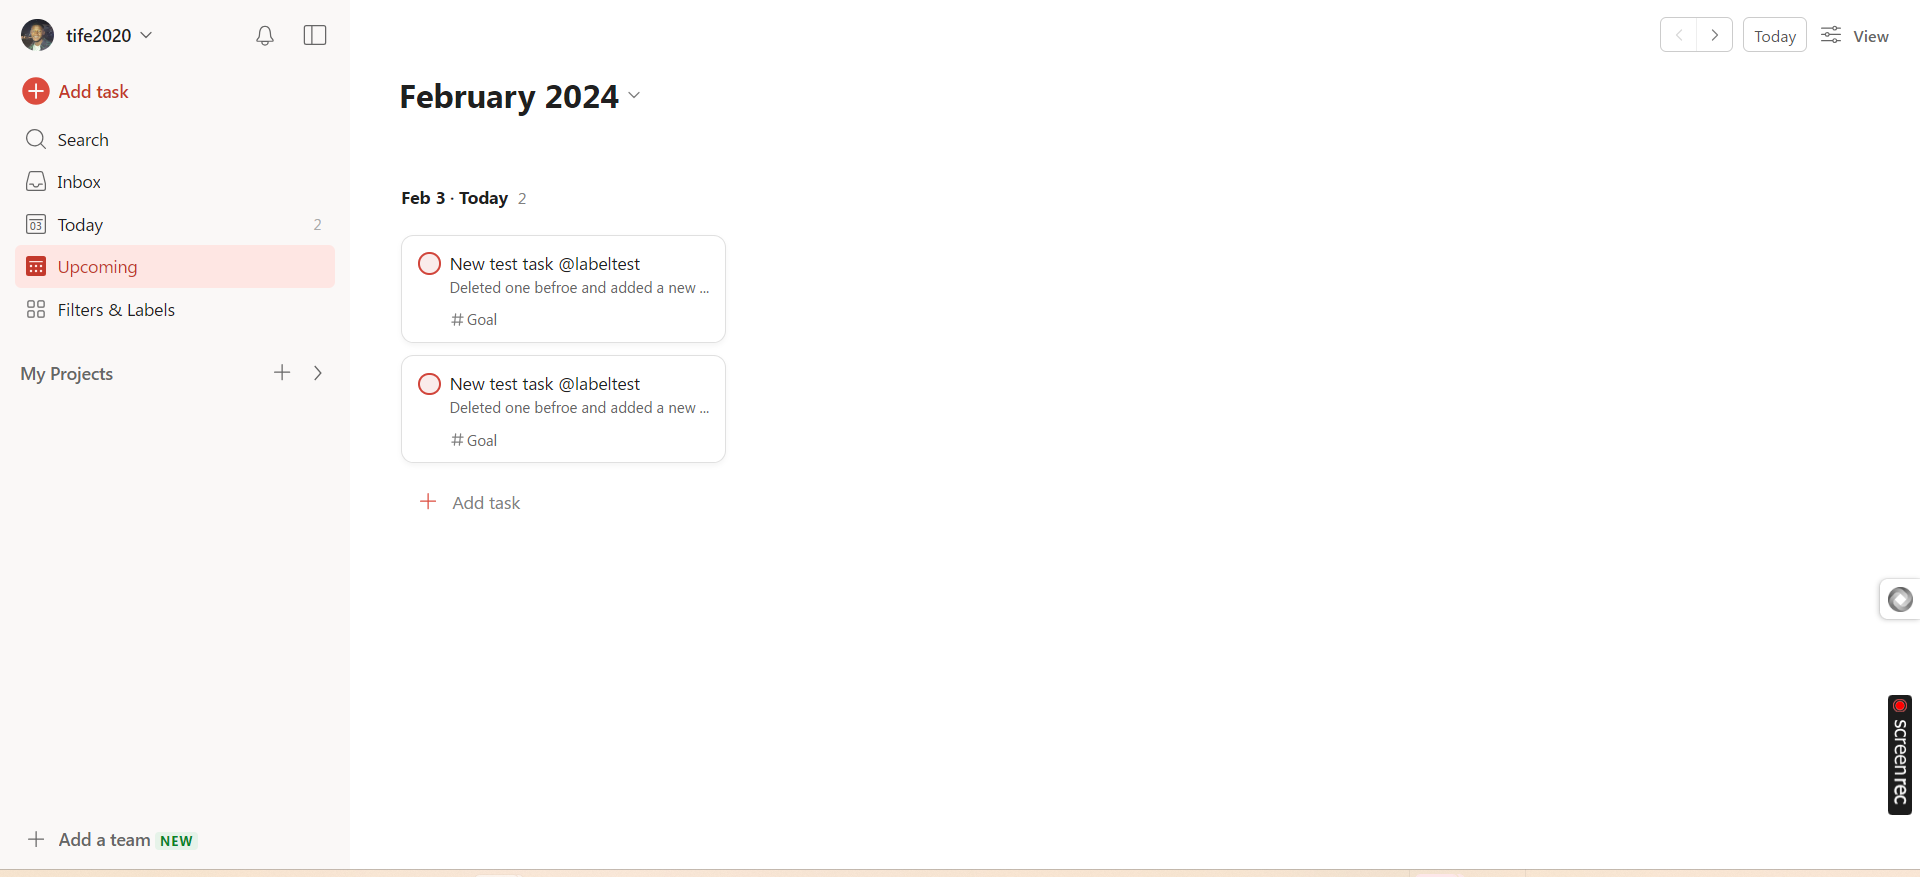 tife2020
Add task
Search
Inbox
03
Today 2
Upcoming
Filters & Labels
My Projects
Add a team NEW
Today
View
February 2024
Feb 3 · Today 2
New test task @labeltest
Deleted one befroe and added a new ...
# Goal
New test task @labeltest
Deleted one befroe and added a new ...
# Goal
Add task
screenrec